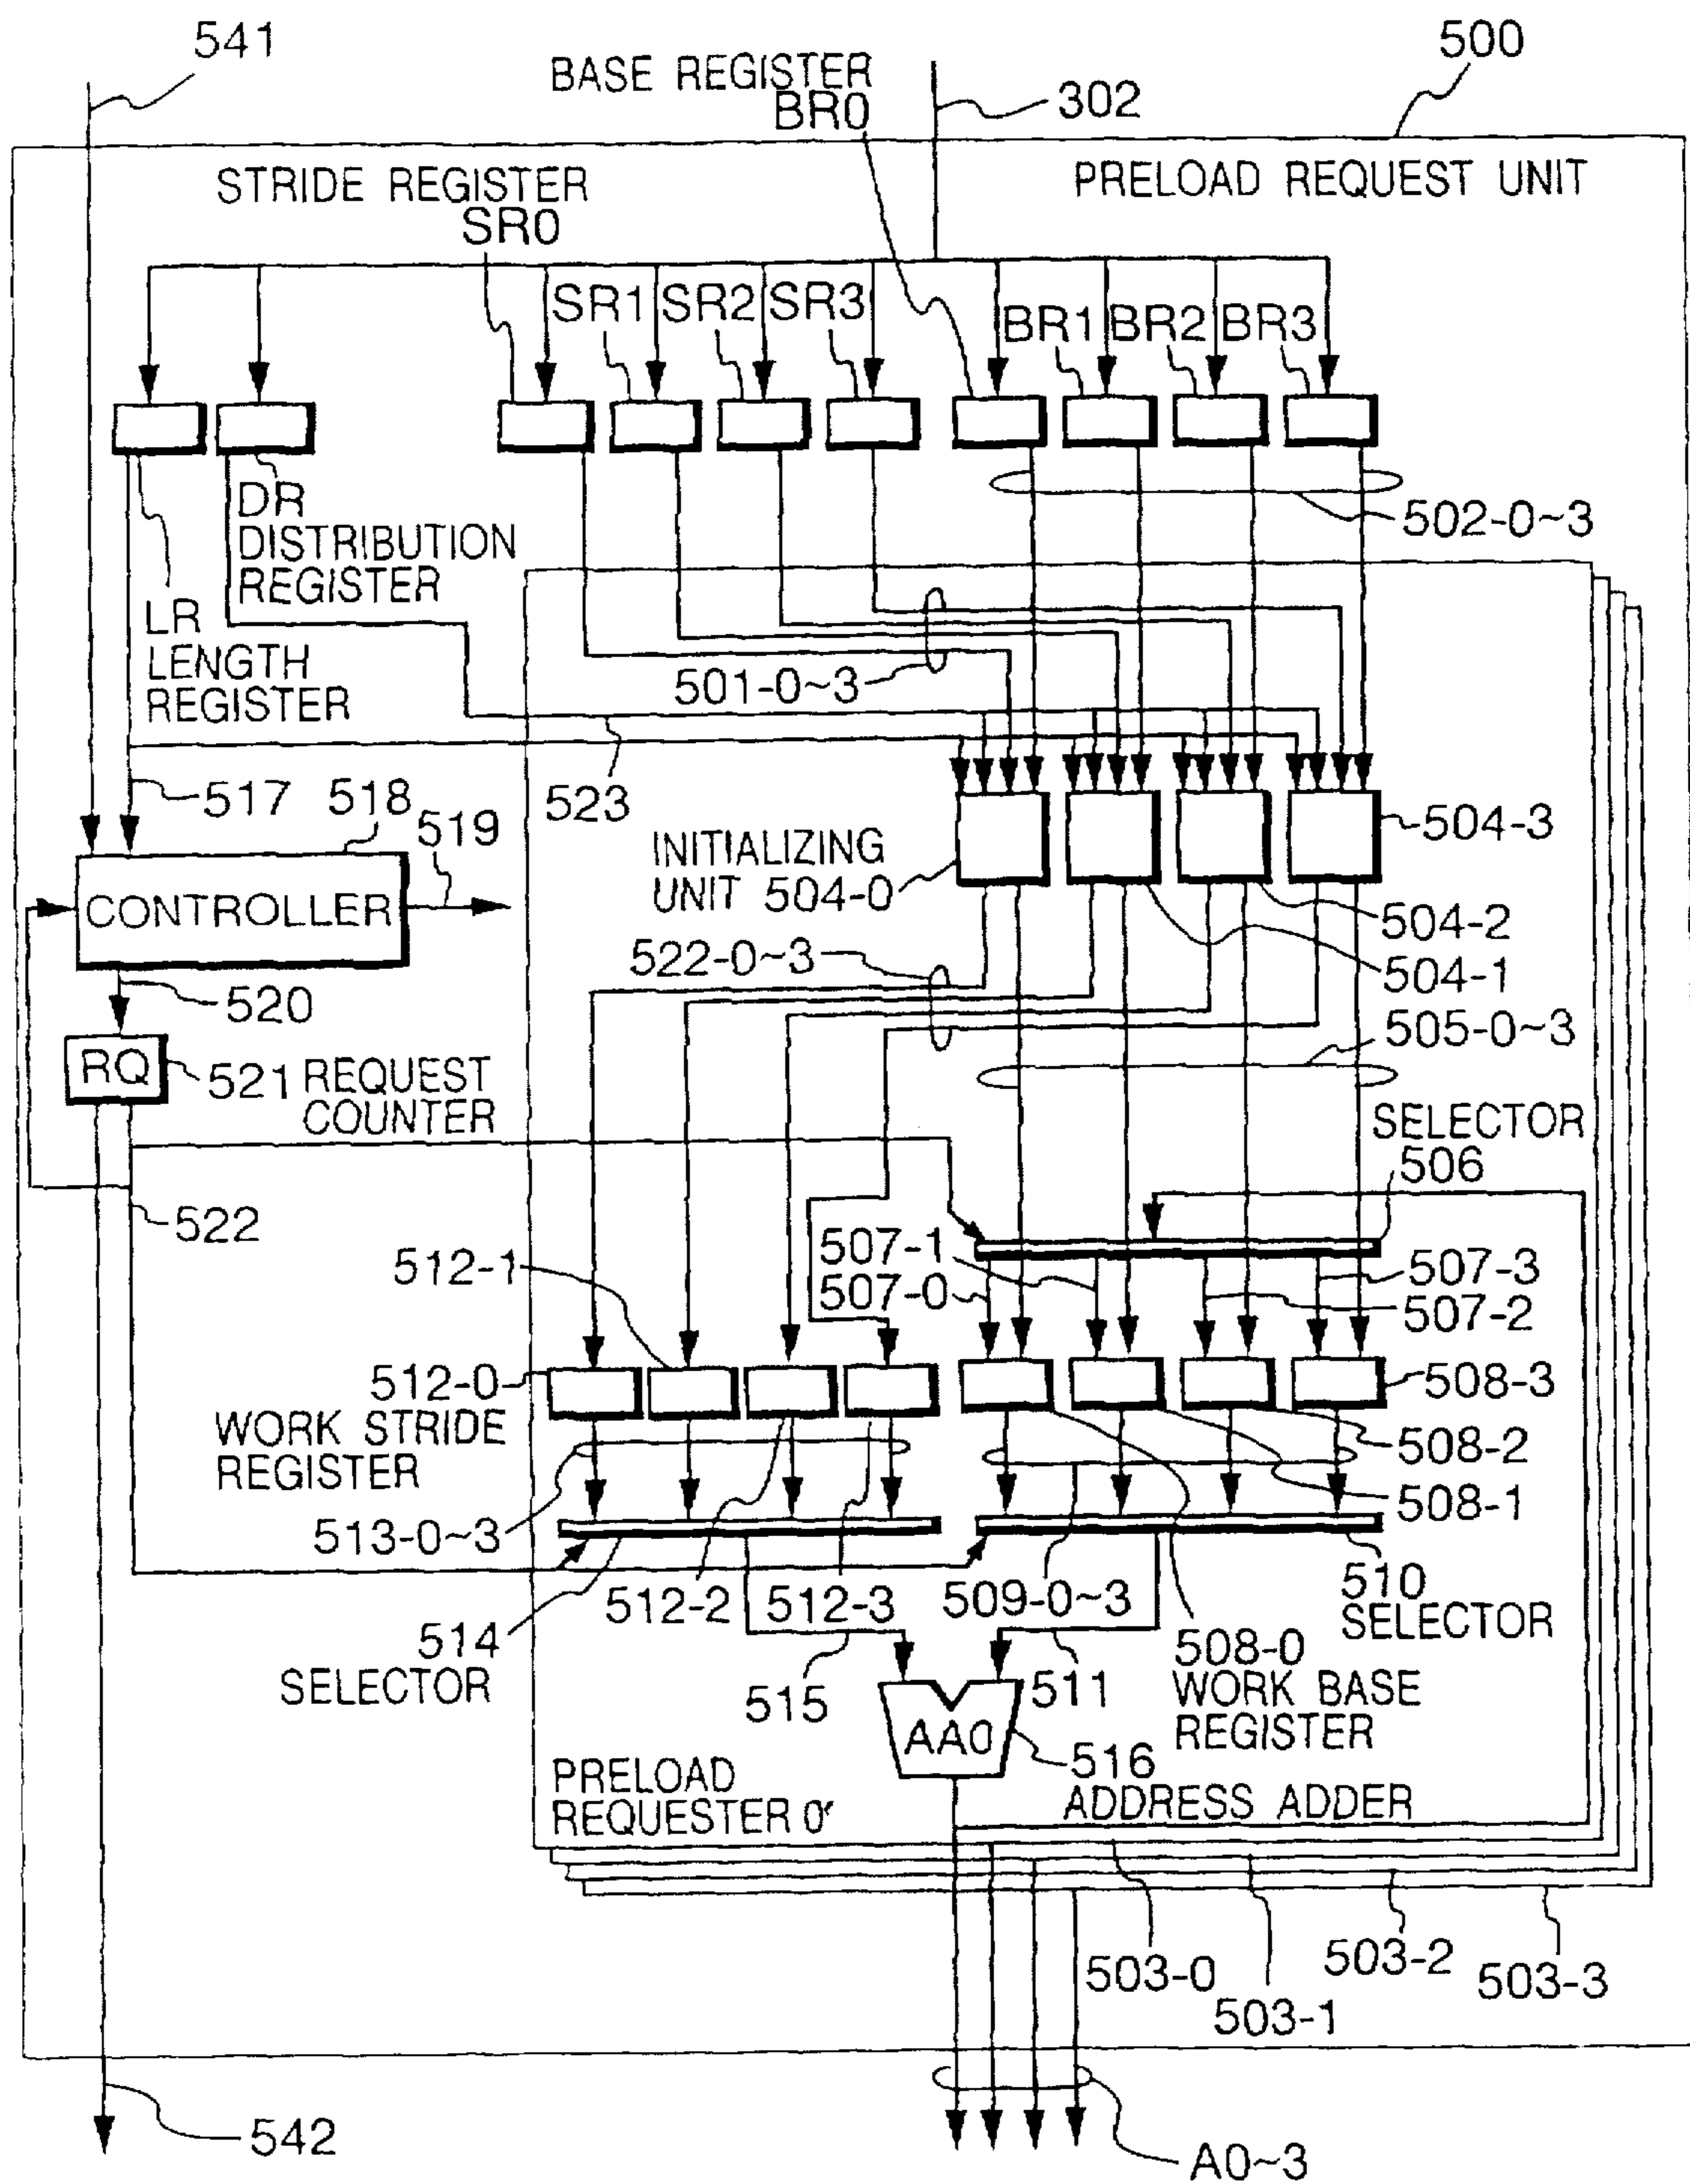 541
500
BASE REGISTER
BR0
302
STRIDE REGISTER
SR0
PRELOAD REQUEST UNIT
SR1
SR2
SR3
BR1
BR2
BR3
DR
DISTRIBUTION
REGISTER
502-0~3
LR
LENGTH
REGISTER
501-0~3
517
518
519
523
INITIALIZING
UNIT 504-0
504-3
CONTROLLER
504-2
522-0~3
504-1
520
505-0~3
RQ
521
REQUEST
COUNTER
SELECTOR
506
522
512-1
507-1
507-0
507-3
507-2
512-0
WORK STRIDE
REGISTER
508-3
508-2
508-1
513-0~3
512-2
512-3
509-0~3
510
SELECTOR
514
SELECTOR
508-0
WORK BASE
REGISTER
515
511
AA0
516
ADDRESS ADDER
PRELOAD
REQUESTER 0
503-0
503-1
503-2
503-3
542
A0~3